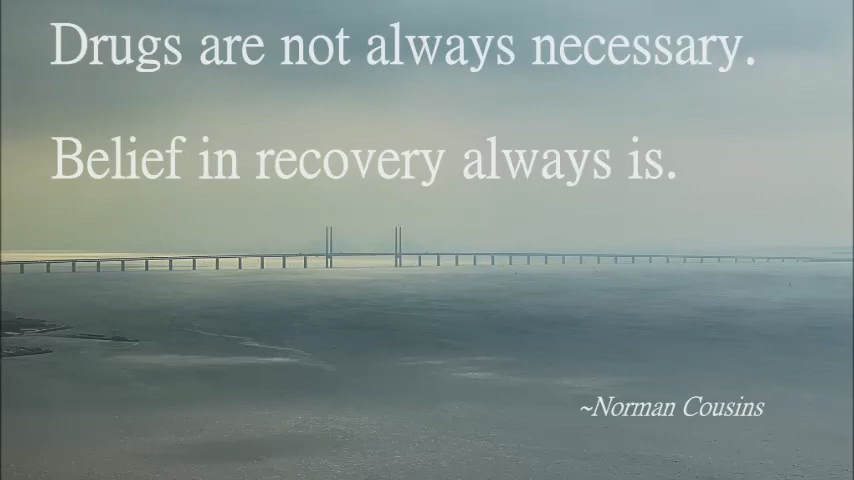 Drugs are not always necessary.
Belief in recovery always is.
~Norman Cousins